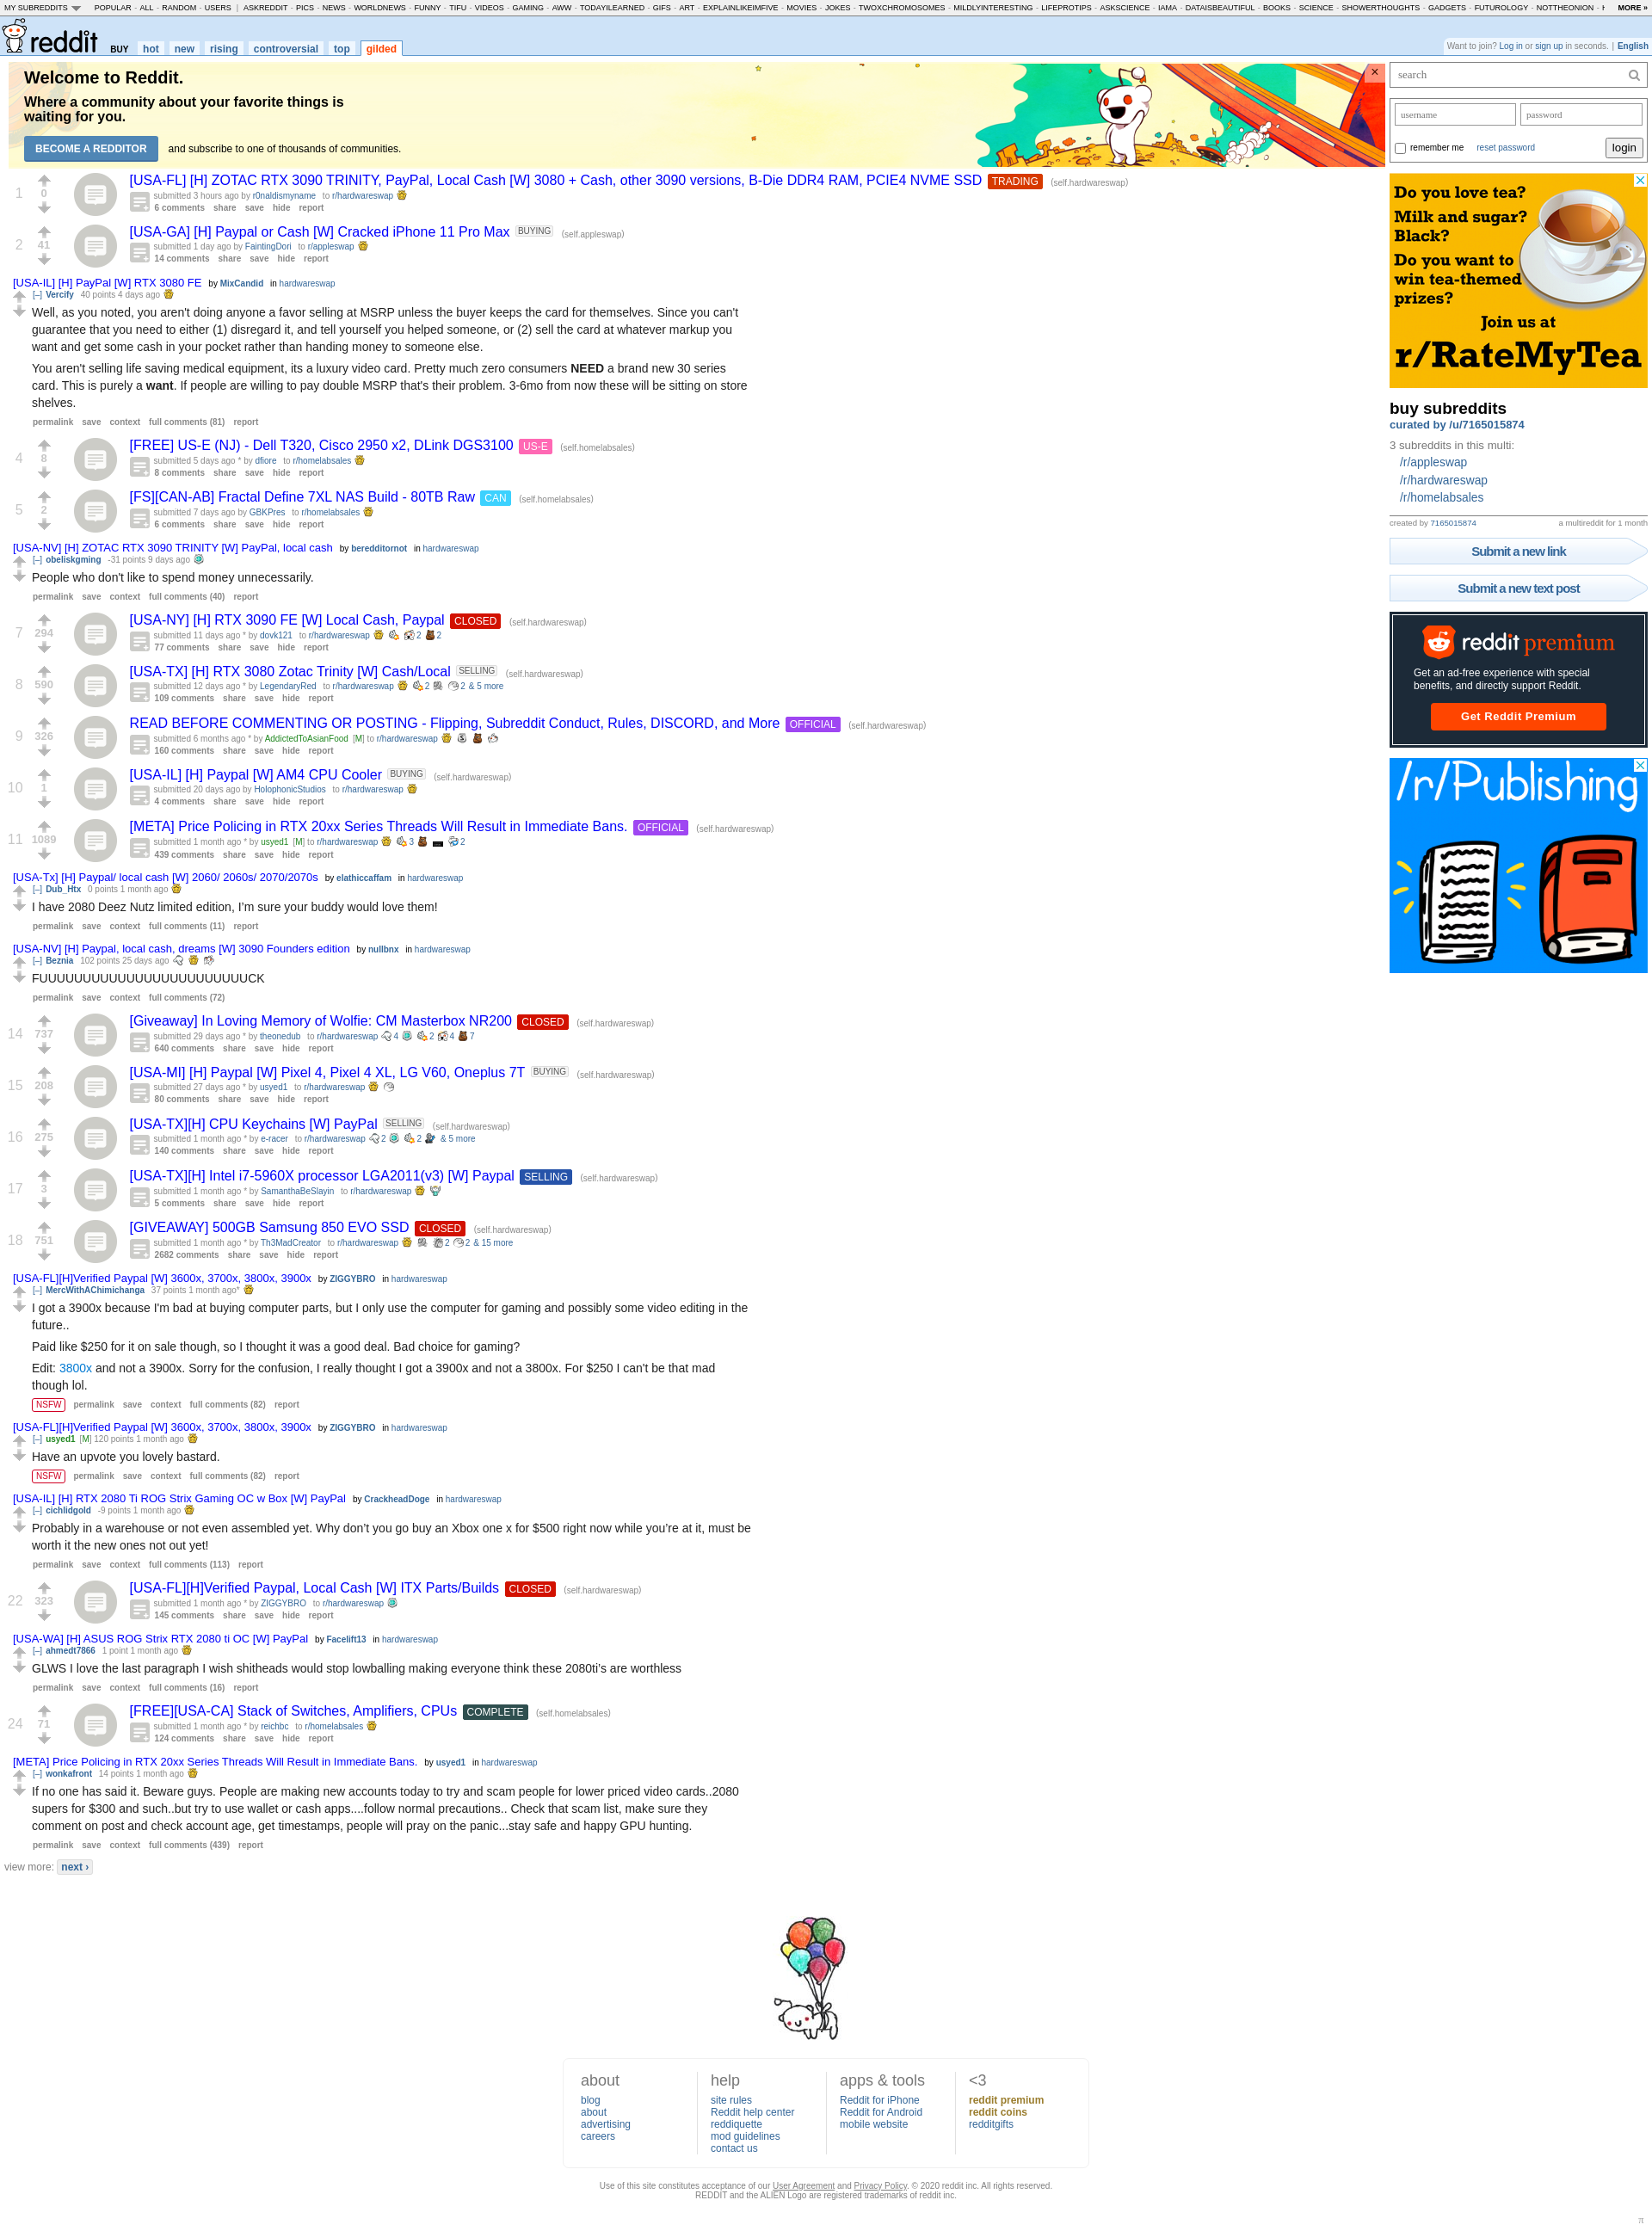 MY SUBREDDITS POPULAR - ALL - RANDOM - USERS | ASKREDDIT - PICS - NEWS - WORLDNEWS - FUNNY - TIFU - VIDEOS - GAMING - AWW - TODAYILEARNED - GIFS - ART - EXPLAINLIKEIMFIVE - MOVIES - JOKES - TWOXCHROMOSOMES - MILDLYINTERESTING - LIFEPROTIPS - ASKSCIENCE - IAMA - DATAISBEAUTIFUL - BOOKS - SCIENCE - SHOWERTHOUGHTS - GADGETS - FUTUROLOGY - NOTTHEONION - MORE »
reddit BUY hot new rising controversial top gilded
Want to join? Log in or sign up in seconds. | English
Welcome to Reddit.
Where a community about your favorite things is
waiting for you.
BECOME A REDDITOR and subscribe to one of thousands of communities.
1 0 [USA-FL] [H] ZOTAC RTX 3090 TRINITY, PayPal, Local Cash [W] 3080 + Cash, other 3090 versions, B-Die DDR4 RAM, PCIE4 NVME SSD TRADING (self.hardwareswap)
submitted 3 hours ago by r0naldismyname to r/hardwareswap
6 comments share save hide report
2 41 [USA-GA] [H] Paypal or Cash [W] Cracked iPhone 11 Pro Max BUYING (self.appleswap)
submitted 1 day ago by FaintingDori to r/appleswap
14 comments share save hide report
[USA-IL] [H] PayPal [W] RTX 3080 FE by MixCandid in hardwareswap
[–] Vercify 40 points 4 days ago
Well, as you noted, you aren't doing anyone a favor selling at MSRP unless the buyer keeps the card for themselves. Since you can't
guarantee that you need to either (1) disregard it, and tell yourself you helped someone, or (2) sell the card at whatever markup you
want and get some cash in your pocket rather than handing money to someone else.
You aren't selling life saving medical equipment, its a luxury video card. Pretty much zero consumers NEED a brand new 30 series
card. This is purely a want. If people are willing to pay double MSRP that's their problem. 3-6mo from now these will be sitting on store
shelves.
permalink save context full comments (81) report
4 8 [FREE] US-E (NJ) - Dell T320, Cisco 2950 x2, DLink DGS3100 US-E (self.homelabsales)
submitted 5 days ago * by dfiore to r/homelabsales
8 comments share save hide report
5 2 [FS][CAN-AB] Fractal Define 7XL NAS Build - 80TB Raw CAN (self.homelabsales)
submitted 7 days ago by GBKPres to r/homelabsales
6 comments share save hide report
[USA-NV] [H] ZOTAC RTX 3090 TRINITY [W] PayPal, local cash by beredditornot in hardwareswap
[–] obeliskgming -31 points 9 days ago
People who don't like to spend money unnecessarily.
permalink save context full comments (40) report
7 294 [USA-NY] [H] RTX 3090 FE [W] Local Cash, Paypal CLOSED (self.hardwareswap)
submitted 11 days ago * by dovk121 to r/hardwareswap 2 2
77 comments share save hide report
8 590 [USA-TX] [H] RTX 3080 Zotac Trinity [W] Cash/Local SELLING (self.hardwareswap)
submitted 12 days ago * by LegendaryRed to r/hardwareswap 2 2 & 5 more
109 comments share save hide report
9 326 READ BEFORE COMMENTING OR POSTING - Flipping, Subreddit Conduct, Rules, DISCORD, and More OFFICIAL (self.hardwareswap)
submitted 6 months ago * by AddictedToAsianFood [M] to r/hardwareswap
160 comments share save hide report
10 1 [USA-IL] [H] Paypal [W] AM4 CPU Cooler BUYING (self.hardwareswap)
submitted 20 days ago by HolophonicStudios to r/hardwareswap
4 comments share save hide report
11 1089 [META] Price Policing in RTX 20xx Series Threads Will Result in Immediate Bans. OFFICIAL (self.hardwareswap)
submitted 1 month ago * by usyed1 [M] to r/hardwareswap 3 2
439 comments share save hide report
[USA-Tx] [H] Paypal/ local cash [W] 2060/ 2060s/ 2070/2070s by elathiccaffam in hardwareswap
[–] Dub_Htx 0 points 1 month ago
I have 2080 Deez Nutz limited edition, I'm sure your buddy would love them!
permalink save context full comments (11) report
[USA-NV] [H] Paypal, local cash, dreams [W] 3090 Founders edition by nullbnx in hardwareswap
[–] Beznia 102 points 25 days ago
FUUUUUUUUUUUUUUUUUUUUUUUUCK
permalink save context full comments (72)
14 737 [Giveaway] In Loving Memory of Wolfie: CM Masterbox NR200 CLOSED (self.hardwareswap)
submitted 29 days ago * by theonedub to r/hardwareswap 4 2 4 7
640 comments share save hide report
15 208 [USA-MI] [H] Paypal [W] Pixel 4, Pixel 4 XL, LG V60, Oneplus 7T BUYING (self.hardwareswap)
submitted 27 days ago * by usyed1 to r/hardwareswap
80 comments share save hide report
16 275 [USA-TX][H] CPU Keychains [W] PayPal SELLING (self.hardwareswap)
submitted 1 month ago * by e-racer to r/hardwareswap 2 2 & 5 more
140 comments share save hide report
17 3 [USA-TX][H] Intel i7-5960X processor LGA2011(v3) [W] Paypal SELLING (self.hardwareswap)
submitted 1 month ago * by SamanthaBeSlayin to r/hardwareswap
5 comments share save hide report
18 751 [GIVEAWAY] 500GB Samsung 850 EVO SSD CLOSED (self.hardwareswap)
submitted 1 month ago * by Th3MadCreator to r/hardwareswap 2 2 & 15 more
2682 comments share save hide report
[USA-FL][H]Verified Paypal [W] 3600x, 3700x, 3800x, 3900x by ZIGGYBRO in hardwareswap
[–] MercWithAChimichanga 37 points 1 month ago*
I got a 3900x because I'm bad at buying computer parts, but I only use the computer for gaming and possibly some video editing in the
future..
Paid like $250 for it on sale though, so I thought it was a good deal. Bad choice for gaming?
Edit: 3800x and not a 3900x. Sorry for the confusion, I really thought I got a 3900x and not a 3800x. For $250 I can't be that mad
though lol.
NSFW permalink save context full comments (82) report
[USA-FL][H]Verified Paypal [W] 3600x, 3700x, 3800x, 3900x by ZIGGYBRO in hardwareswap
[–] usyed1 [M] 120 points 1 month ago
Have an upvote you lovely bastard.
NSFW permalink save context full comments (82) report
[USA-IL] [H] RTX 2080 Ti ROG Strix Gaming OC w Box [W] PayPal by CrackheadDoge in hardwareswap
[–] cichlidgold -9 points 1 month ago
Probably in a warehouse or not even assembled yet. Why don't you go buy an Xbox one x for $500 right now while you're at it, must be
worth it the new ones not out yet!
permalink save context full comments (113) report
22 323 [USA-FL][H]Verified Paypal, Local Cash [W] ITX Parts/Builds CLOSED (self.hardwareswap)
submitted 1 month ago * by ZIGGYBRO to r/hardwareswap
145 comments share save hide report
[USA-WA] [H] ASUS ROG Strix RTX 2080 ti OC [W] PayPal by Facelift13 in hardwareswap
[–] ahmedt7866 1 point 1 month ago
GLWS I love the last paragraph I wish shitheads would stop lowballing making everyone think these 2080ti's are worthless
permalink save context full comments (16) report
24 71 [FREE][USA-CA] Stack of Switches, Amplifiers, CPUs COMPLETE (self.homelabsales)
submitted 1 month ago * by reichbc to r/homelabsales
124 comments share save hide report
[META] Price Policing in RTX 20xx Series Threads Will Result in Immediate Bans. by usyed1 in hardwareswap
[–] wonkafront 14 points 1 month ago
If no one has said it. Beware guys. People are making new accounts today to try and scam people for lower priced video cards..2080
supers for $300 and such..but try to use wallet or cash apps....follow normal precautions.. Check that scam list, make sure they
comment on post and check account age, get timestamps, people will pray on the panic...stay safe and happy GPU hunting.
permalink save context full comments (439) report
view more: next ›
search
username password
remember me reset password login
Do you love tea?
Milk and sugar?
Black?
Do you want to
win tea-themed
prizes?
Join us at
r/RateMyTea
buy subreddits
curated by /u/7165015874
3 subreddits in this multi:
/r/appleswap
/r/hardwareswap
/r/homelabsales
created by 7165015874 a multireddit for 1 month
Submit a new link
Submit a new text post
reddit premium
Get an ad-free experience with special
benefits, and directly support Reddit.
Get Reddit Premium
/r/Publishing
about
blog
about
advertising
careers
help
site rules
Reddit help center
reddiquette
mod guidelines
contact us
apps & tools
Reddit for iPhone
Reddit for Android
mobile website
<3
reddit premium
reddit coins
redditgifts
Use of this site constitutes acceptance of our User Agreement and Privacy Policy. © 2020 reddit inc. All rights reserved.
REDDIT and the ALIEN Logo are registered trademarks of reddit inc.
π